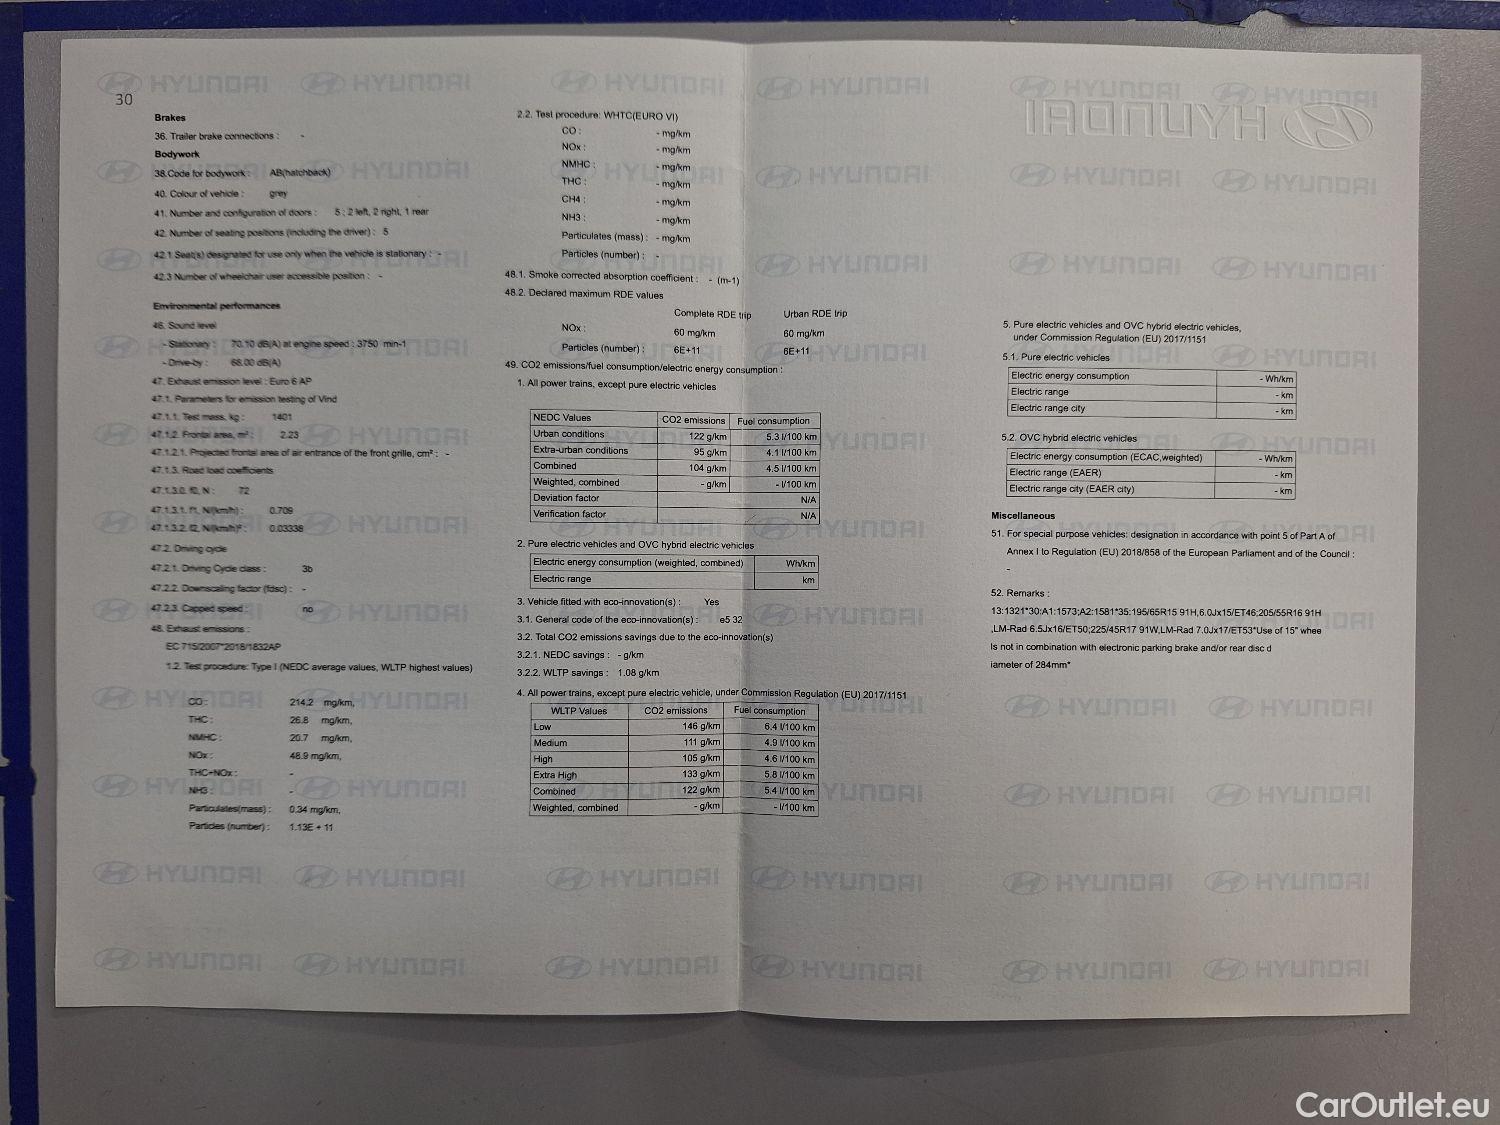 30
Brakes
36. Trailer brake connections : -
Bodywork
38.Code for bodywork : AB(hatchback)
40. Colour of vehicle : grey
41. Number and configuration of doors : 5 : 2 left, 2 right, 1 rear
42. Number of seating positions (including the driver) : 5
42.1 Seat(s) designated for use only when the vehicle is stationary : -
42.3 Number of wheelchair user accessible position : -
Environmental performances
46. Sound level
- Stationary : 70.10 dB(A) at engine speed : 3750 min-1
- Drive-by : 68.00 dB(A)
47. Exhaust emission level : Euro 6 AP
47.1. Parameters for emission testing of Vind
47.1.1. Test mass, kg : 1401
47.1.2. Frontal area, m² : 2.23
47.1.2.1. Projected frontal area of air entrance of the front grille, cm² : -
47.1.3. Road load coefficients
47.1.3.0. f0, N : 72
47.1.3.1. f1, N/(km/h) : 0.709
47.1.3.2. f2, N/(km/h)² : 0.03338
47.2. Driving cycle
47.2.1. Driving Cycle class : 3b
47.2.2. Downscaling factor (fdsc) : -
47.2.3. Capped speed : no
48. Exhaust emissions :
EC 715/2007*2018/1832AP
1.2. Test procedure: Type I (NEDC average values, WLTP highest values)
CO : 214.2 mg/km,
THC : 26.8 mg/km,
NMHC : 20.7 mg/km,
NOx : 48.9 mg/km,
THC+NOx : -
NH3 : -
Particulates(mass) : 0.34 mg/km,
Particles (number) : 1.13E + 11
2.2. Test procedure: WHTC(EURO VI)
CO : - mg/km
NOx : - mg/km
NMHC : - mg/km
THC : - mg/km
CH4 : - mg/km
NH3 : - mg/km
Particulates (mass) : - mg/km
Particles (number) : -
48.1. Smoke corrected absorption coefficient : - (m-1)
48.2. Declared maximum RDE values
Complete RDE trip Urban RDE trip
NOx : 60 mg/km 60 mg/km
Particles (number) : 6E+11 6E+11
49. CO2 emissions/fuel consumption/electric energy consumption :
1. All power trains, except pure electric vehicles
NEDC Values CO2 emissions Fuel consumption
Urban conditions 122 g/km 5.3 l/100 km
Extra-urban conditions 95 g/km 4.1 l/100 km
Combined 104 g/km 4.5 l/100 km
Weighted, combined - g/km - l/100 km
Deviation factor N/A
Verification factor N/A
2. Pure electric vehicles and OVC hybrid electric vehicles
Electric energy consumption (weighted, combined) Wh/km
Electric range km
3. Vehicle fitted with eco-innovation(s) : Yes
3.1. General code of the eco-innovation(s) : e5 32
3.2. Total CO2 emissions savings due to the eco-innovation(s)
3.2.1. NEDC savings : - g/km
3.2.2. WLTP savings : 1.08 g/km
4. All power trains, except pure electric vehicle, under Commission Regulation (EU) 2017/1151
WLTP Values CO2 emissions Fuel consumption
Low 146 g/km 6.4 l/100 km
Medium 111 g/km 4.9 l/100 km
High 105 g/km 4.6 l/100 km
Extra High 133 g/km 5.8 l/100 km
Combined 122 g/km 5.4 l/100 km
Weighted, combined - g/km - l/100 km
HYUNDAI
5. Pure electric vehicles and OVC hybrid electric vehicles,
under Commission Regulation (EU) 2017/1151
5.1. Pure electric vehicles
Electric energy consumption - Wh/km
Electric range - km
Electric range city - km
5.2. OVC hybrid electric vehicles
Electric energy consumption (ECAC,weighted) - Wh/km
Electric range (EAER) - km
Electric range city (EAER city) - km
Miscellaneous
51. For special purpose vehicles: designation in accordance with point 5 of Part A of
Annex I to Regulation (EU) 2018/858 of the European Parliament and of the Council :
-
52. Remarks :
13:1321*30:A1:1573;A2:1581*35:195/65R15 91H,6.0Jx15/ET46;205/55R16 91H
,LM-Rad 6.5Jx16/ET50;225/45R17 91W,LM-Rad 7.0Jx17/ET53*Use of 15" whee
ls not in combination with electronic parking brake and/or rear disc d
iameter of 284mm*
CarOutlet.eu